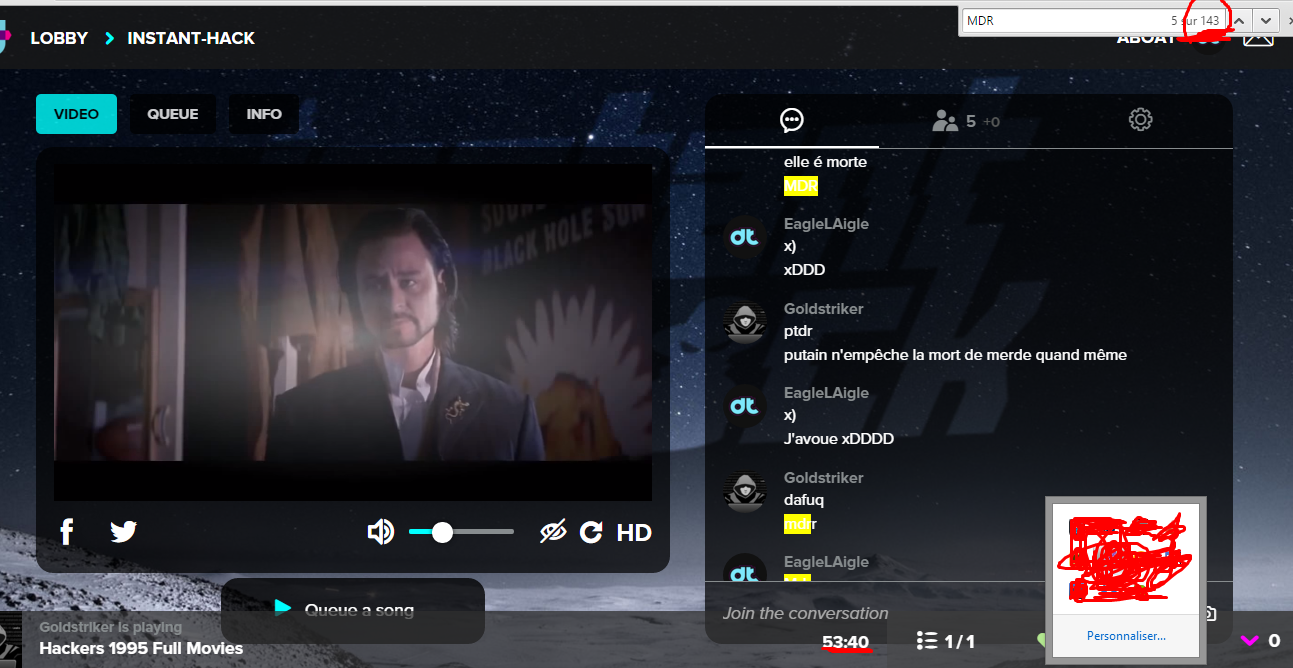 MDR
5 sur 143
LOBBY
INSTANT-HACK
ABOAT
VIDEO
QUEUE
INFO
5 +0
SOUND
BLACK HOLE SUN
elle é morte
MDR
EagleLAigle
x)
xDDD
Goldstriker
ptdr
putain n'empêche la mort de merde quand même
EagleLAigle
x)
J'avoue xDDDD
Goldstriker
dafuq
mdrr
EagleLAigle
HD
Queue a song
Join the conversation
Personnaliser...
Goldstriker is playing
Hackers 1995 Full Movies
53:40
1 / 1
0